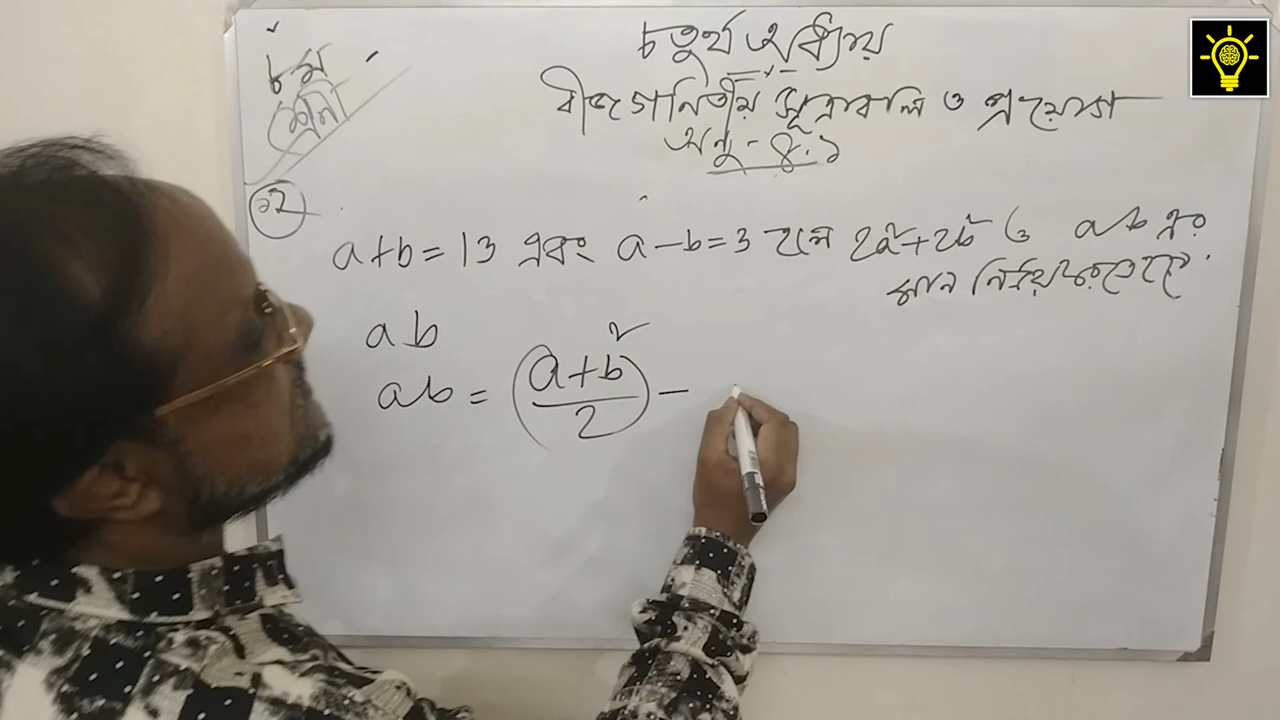 ৮ম
শ্রেনী
চতুর্থ অধ্যায়
বীজগানিতীয় সূত্রাবলি ও প্রয়োগ
অনু - ৪.১
১২
a+b = 13 এবং a-b=3 হলে 2a²+2b² ও ab এর
মান নির্ণয় করতে হবে.
ab
ab = (a+b/2)² -